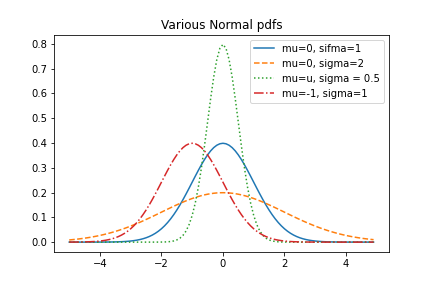 Various Normal pdfs
mu=0, sifma=1
mu=0, sigma=2
mu=u, sigma = 0.5
mu=-1, sigma=1
0.8
0.7
0.6
0.5
0.4
0.3
0.2
0.1
0.0
−4 −2 0 2 4